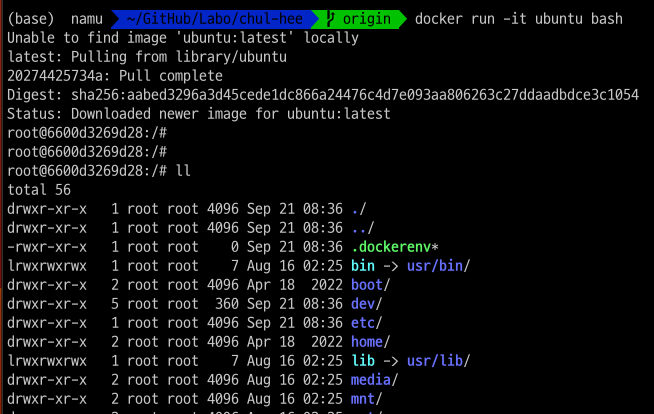 (base) namu ~/GitHub/Labo/chul-hee origin docker run -it ubuntu bash
Unable to find image 'ubuntu:latest' locally
latest: Pulling from library/ubuntu
20274425734a: Pull complete
Digest: sha256:aabed3296a3d45cede1dc866a24476c4d7e093aa806263c27ddaadbdce3c1054
Status: Downloaded newer image for ubuntu:latest
root@6600d3269d28:/#
root@6600d3269d28:/#
root@6600d3269d28:/# ll
total 56
drwxr-xr-x 1 root root 4096 Sep 21 08:36 ./
drwxr-xr-x 1 root root 4096 Sep 21 08:36 ../
-rwxr-xr-x 1 root root 0 Sep 21 08:36 .dockerenv*
lrwxrwxrwx 1 root root 7 Aug 16 02:25 bin -> usr/bin/
drwxr-xr-x 2 root root 4096 Apr 18 2022 boot/
drwxr-xr-x 5 root root 360 Sep 21 08:36 dev/
drwxr-xr-x 1 root root 4096 Sep 21 08:36 etc/
drwxr-xr-x 2 root root 4096 Apr 18 2022 home/
lrwxrwxrwx 1 root root 7 Aug 16 02:25 lib -> usr/lib/
drwxr-xr-x 2 root root 4096 Aug 16 02:25 media/
drwxr-xr-x 2 root root 4096 Aug 16 02:25 mnt/